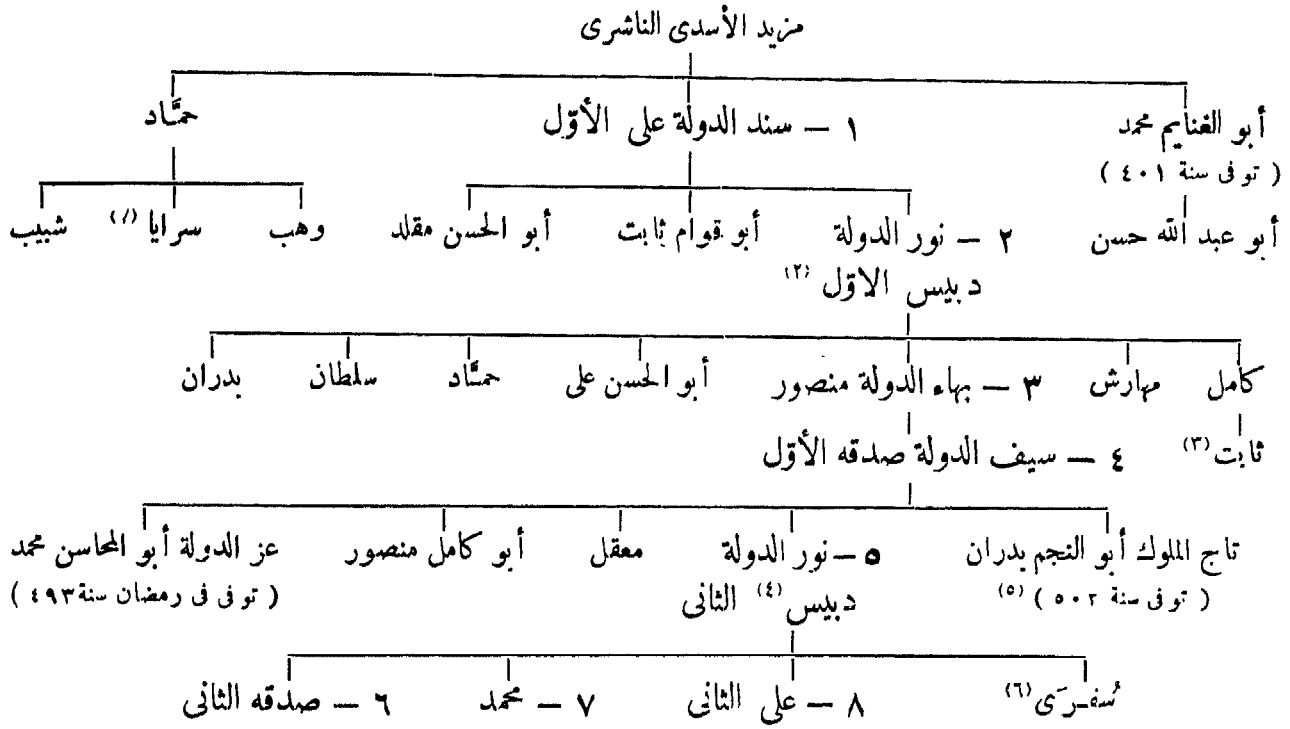 مزيد الأسدى الناشرى
أبو الغنايم محمد ١ — سند الدولة على الأوّل حمَّاد
( توفى سنة ٤٠١ )
أبو عبد الله حسن ٢ — نور الدولة أبو قوام ثابت أبو الحسن مقلد وهب سرايا (١) شبيب
دبيس الاوّل (٢)
كامل مهارش ٣ — بهاء الدولة منصور أبو الحسن على حمَّاد سلطان بدران
ثابت (٣) ٤ — سيف الدولة صدقه الأوّل
تاج الملوك أبو النجم بدران ٥ — نور الدولة معقل أبو كامل منصور عز الدولة أبو المحاسن محمد
( توفى سنة ٥٠٢ ) (٥) دبيس (٤) الثانى ( توفى فى رمضان سنة ٤٩٣ )
سُفـرَى (٦) ٨ — على الثانى ٧ — محمد ٦ — صدقه الثانى